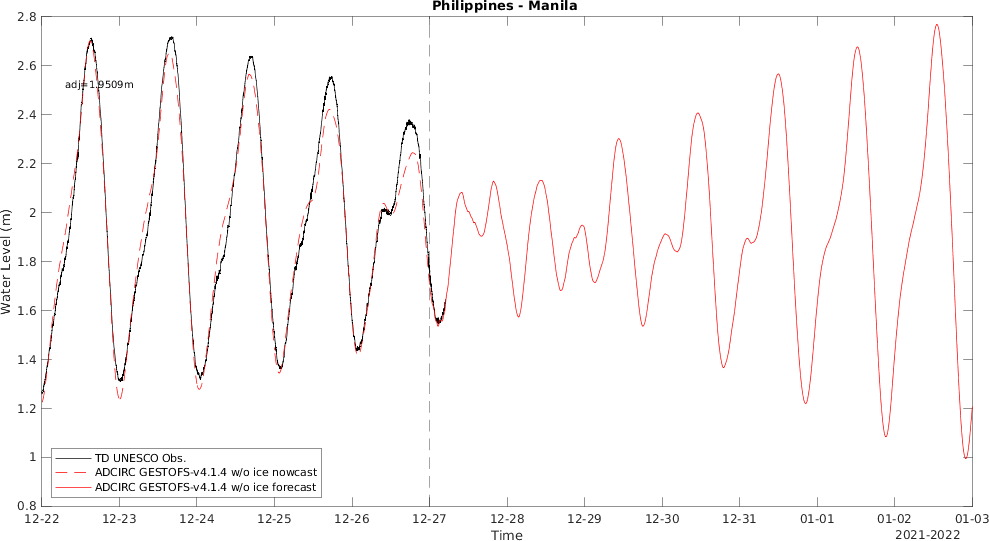 Philippines - Manila
2.8
2.6
adj=1.9509m
2.4
2.2
2
Water Level (m)
1.8
1.6
1.4
1.2
1
0.8
TD UNESCO Obs.
ADCIRC GESTOFS-v4.1.4 w/o ice nowcast
ADCIRC GESTOFS-v4.1.4 w/o ice forecast
12-22 12-23 12-24 12-25 12-26 12-27 12-28 12-29 12-30 12-31 01-01 01-02 01-03
Time
2021-2022